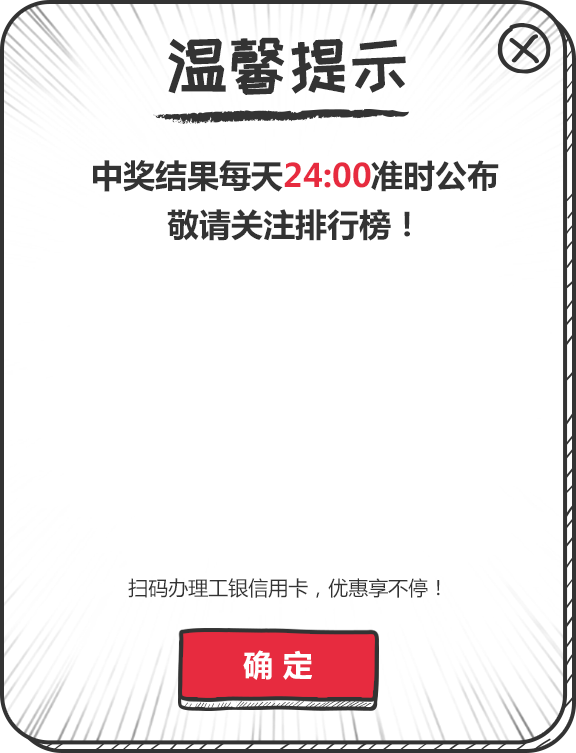 温馨提示
中奖结果每天24:00准时公布
敬请关注排行榜！
扫码办理工银信用卡，优惠享不停！
确 定